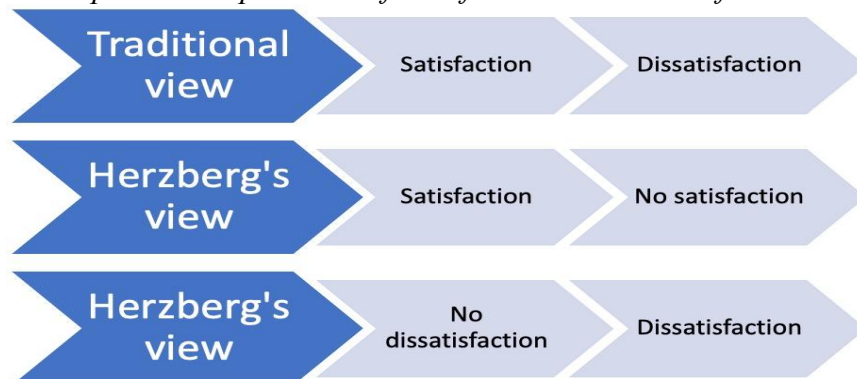 Traditional view
Satisfaction
Dissatisfaction
Herzberg's view
Satisfaction
No satisfaction
Herzberg's view
No dissatisfaction
Dissatisfaction